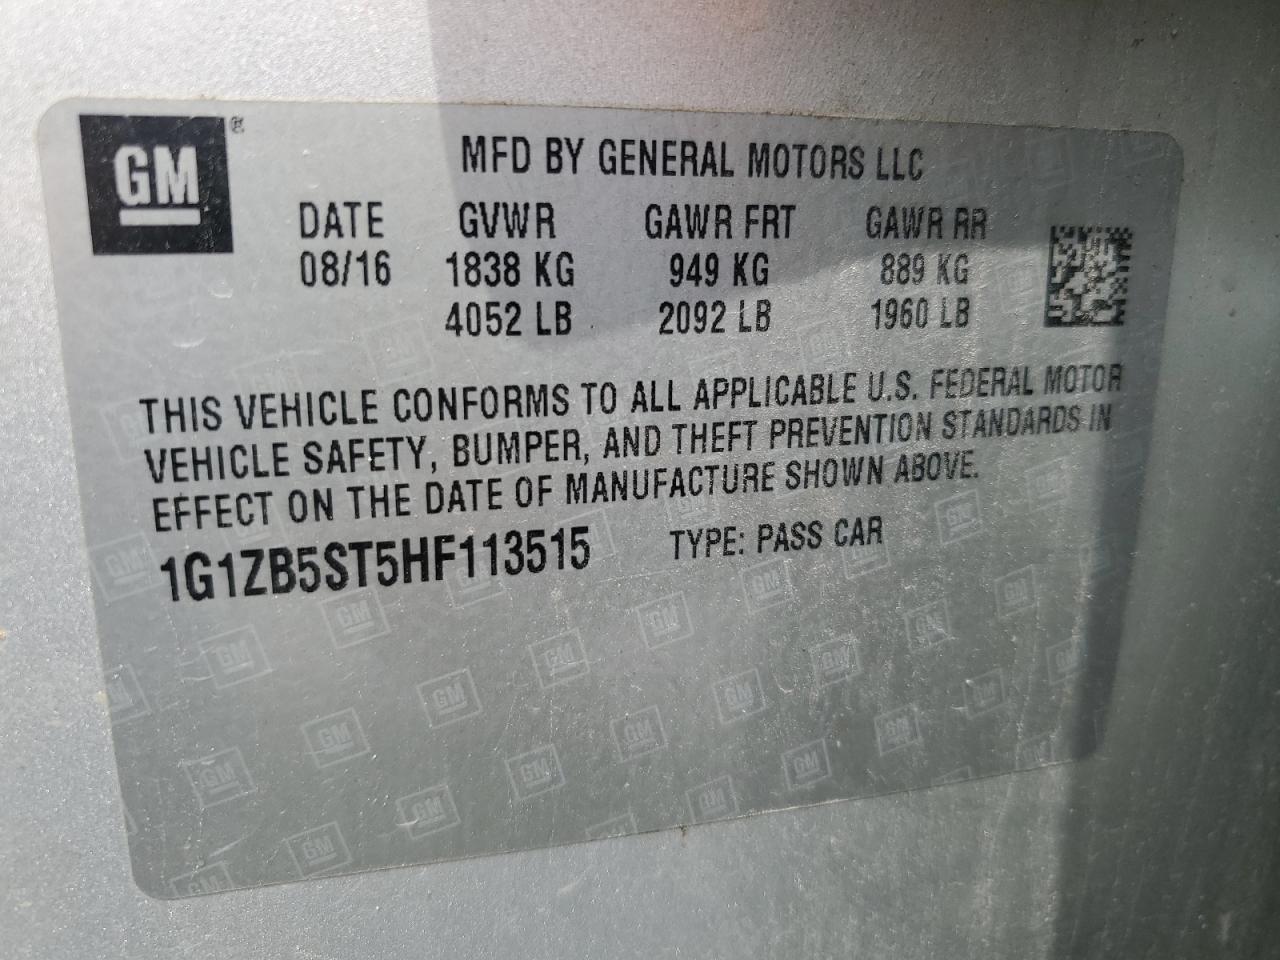 GM ®
MFD BY GENERAL MOTORS LLC
DATE GVWR GAWR FRT GAWR RR
08/16 1838 KG 949 KG 889 KG
4052 LB 2092 LB 1960 LB
THIS VEHICLE CONFORMS TO ALL APPLICABLE U.S. FEDERAL MOTOR
VEHICLE SAFETY, BUMPER, AND THEFT PREVENTION STANDARDS IN
EFFECT ON THE DATE OF MANUFACTURE SHOWN ABOVE.
1G1ZB5ST5HF113515 TYPE: PASS CAR